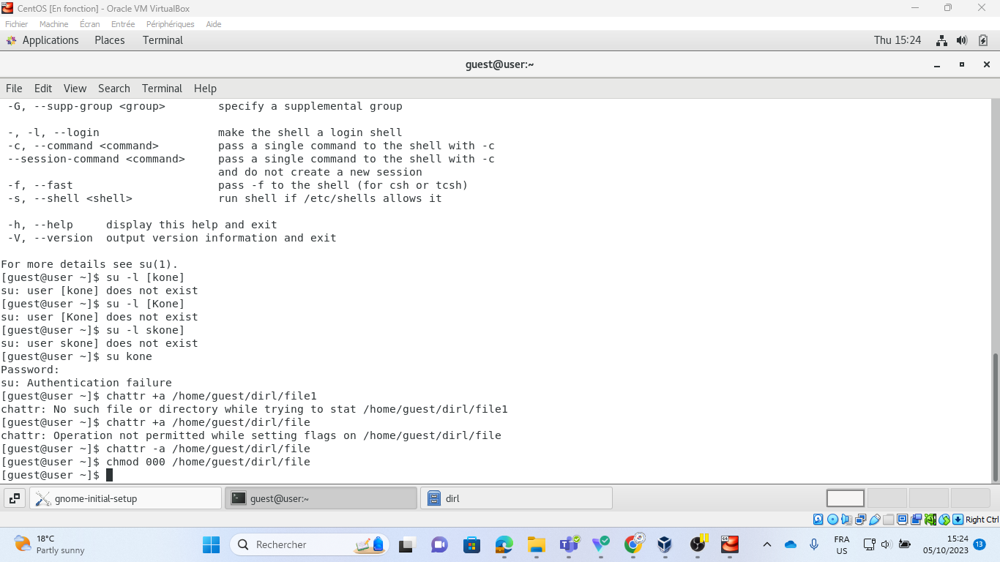 CentOS [En fonction] - Oracle VM VirtualBox
Fichier Machine Écran Entrée Périphériques Aide
Applications Places Terminal Thu 15:24
guest@user:~
File Edit View Search Terminal Help
-G, --supp-group <group>        specify a supplemental group
-, -l, --login                  make the shell a login shell
-c, --command <command>         pass a single command to the shell with -c
--session-command <command>     pass a single command to the shell with -c
and do not create a new session
-f, --fast                      pass -f to the shell (for csh or tcsh)
-s, --shell <shell>             run shell if /etc/shells allows it
-h, --help     display this help and exit
-V, --version  output version information and exit
For more details see su(1).
[guest@user ~]$ su -l [kone]
su: user [kone] does not exist
[guest@user ~]$ su -l [Kone]
su: user [Kone] does not exist
[guest@user ~]$ su -l skone]
su: user skone] does not exist
[guest@user ~]$ su kone
Password:
su: Authentication failure
[guest@user ~]$ chattr +a /home/guest/dirl/file1
chattr: No such file or directory while trying to stat /home/guest/dirl/file1
[guest@user ~]$ chattr +a /home/guest/dirl/file
chattr: Operation not permitted while setting flags on /home/guest/dirl/file
[guest@user ~]$ chattr -a /home/guest/dirl/file
[guest@user ~]$ chmod 000 /home/guest/dirl/file
[guest@user ~]$
gnome-initial-setup guest@user:~ dirl
Right Ctrl
18°C
Partly sunny
Rechercher
FRA
US
15:24
05/10/2023
13